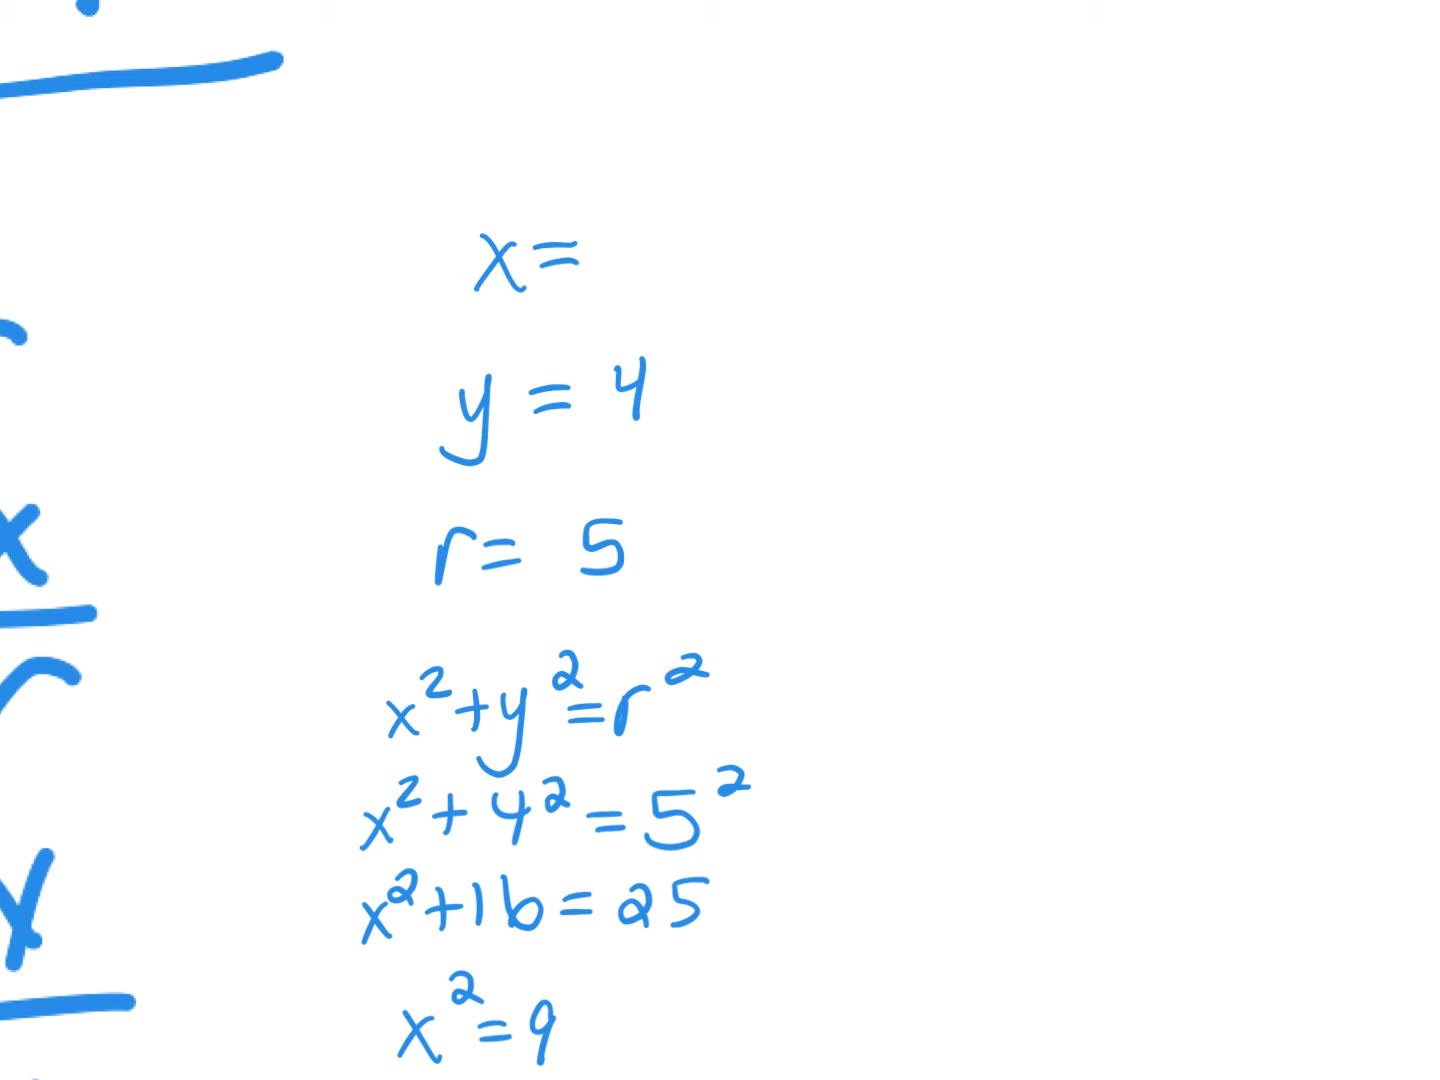 x=
y = 4
r= 5
x²+y²=r²
x²+4²=5²
x²+16=25
x²=9
x
r
y